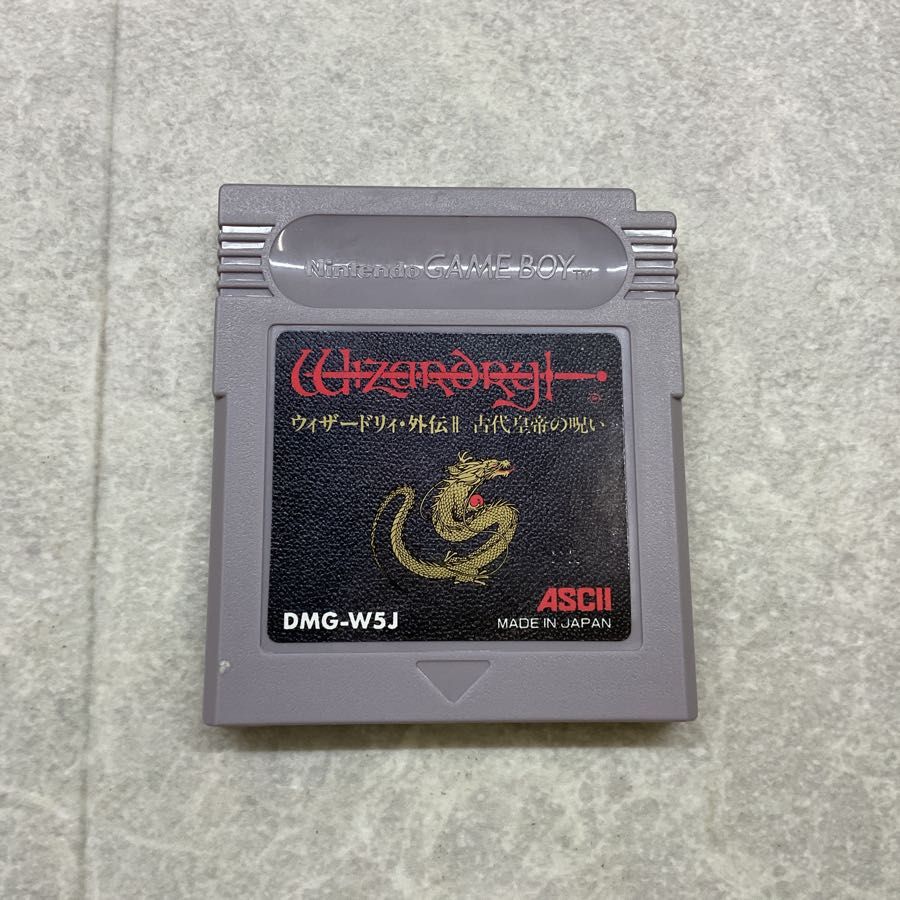 Nintendo GAME BOY TM
Wizardry
ウィザードリィ・外伝II 古代皇帝の呪い
DMG-W5J
ASCII
MADE IN JAPAN